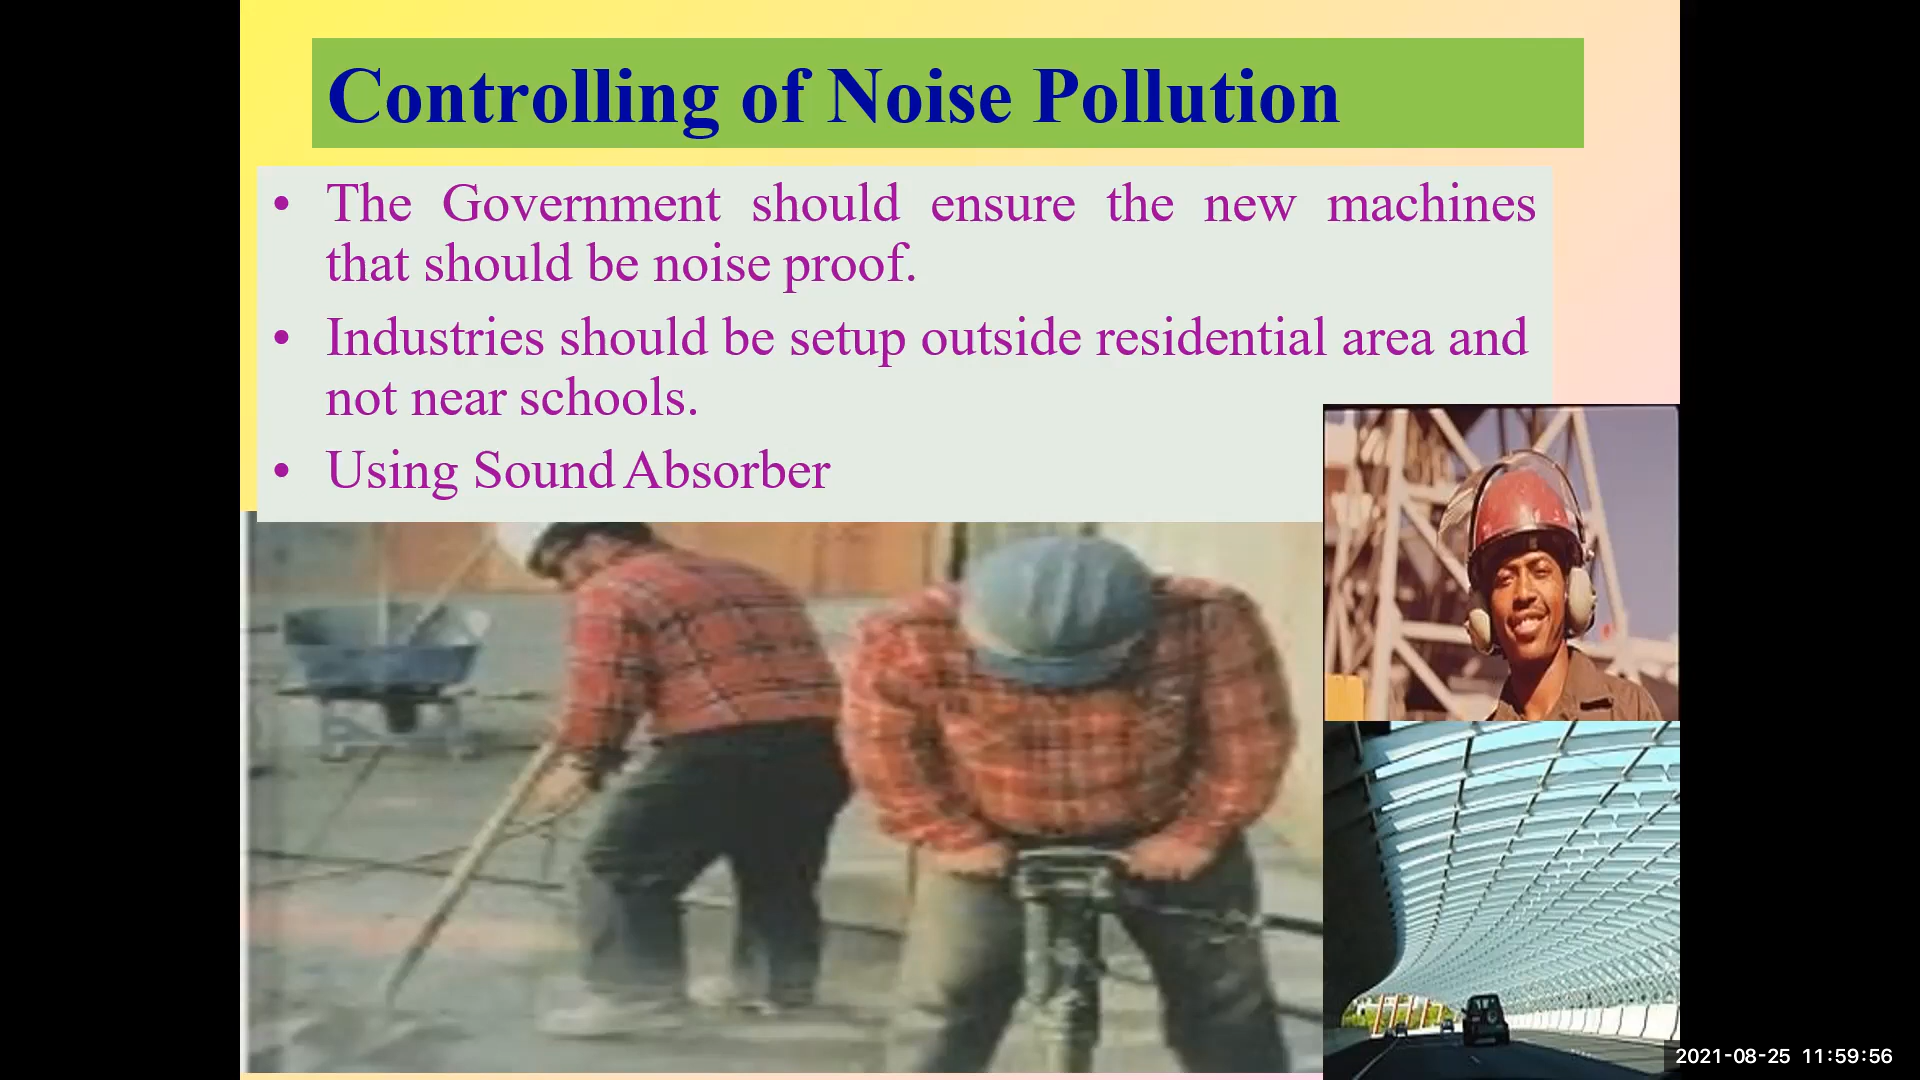 Controlling of Noise Pollution
• The Government should ensure the new machines
that should be noise proof.
• Industries should be setup outside residential area and
not near schools.
• Using Sound Absorber
2021-08-25 11:59:56